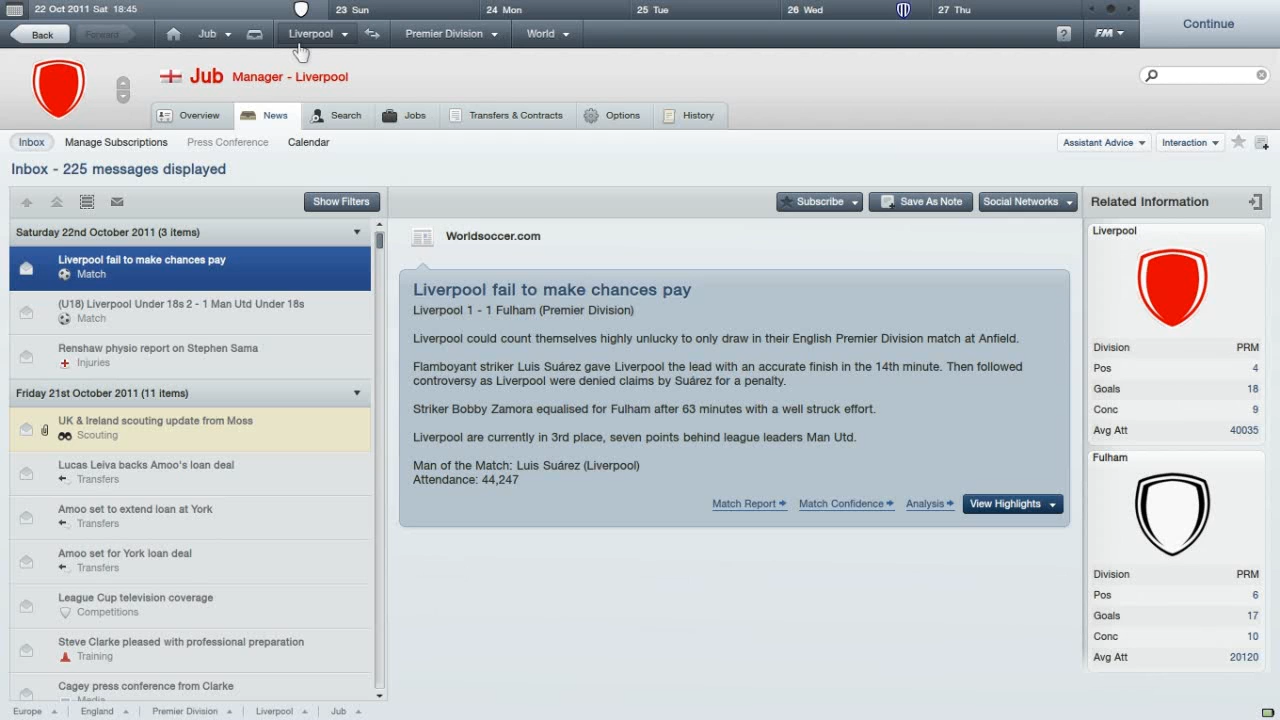 22 Oct 2011 Sat 18:45
23 Sun
24 Mon
25 Tue
26 Wed
27 Thu
Continue
Back
Forward
Jub
Liverpool
Premier Division
World
?
FM
Jub Manager - Liverpool
Overview
News
Search
Jobs
Transfers & Contracts
Options
History
Inbox
Manage Subscriptions
Press Conference
Calendar
Assistant Advice
Interaction
Inbox - 225 messages displayed
Show Filters
Subscribe
Save As Note
Social Networks
Related Information
Saturday 22nd October 2011 (3 items)
Liverpool fail to make chances pay
Match
(U18) Liverpool Under 18s 2 - 1 Man Utd Under 18s
Match
Renshaw physio report on Stephen Sama
Injuries
Friday 21st October 2011 (11 items)
UK & Ireland scouting update from Moss
Scouting
Lucas Leiva backs Amoo's loan deal
Transfers
Amoo set to extend loan at York
Transfers
Amoo set for York loan deal
Transfers
League Cup television coverage
Competitions
Steve Clarke pleased with professional preparation
Training
Cagey press conference from Clarke
Media
Worldsoccer.com
Liverpool fail to make chances pay
Liverpool 1 - 1 Fulham (Premier Division)
Liverpool could count themselves highly unlucky to only draw in their English Premier Division match at Anfield.
Flamboyant striker Luis Suárez gave Liverpool the lead with an accurate finish in the 14th minute. Then followed
controversy as Liverpool were denied claims by Suárez for a penalty.
Striker Bobby Zamora equalised for Fulham after 63 minutes with a well struck effort.
Liverpool are currently in 3rd place, seven points behind league leaders Man Utd.
Man of the Match: Luis Suárez (Liverpool)
Attendance: 44,247
Match Report
Match Confidence
Analysis
View Highlights
Liverpool
Division PRM
Pos 4
Goals 18
Conc 9
Avg Att 40035
Fulham
Division PRM
Pos 6
Goals 17
Conc 10
Avg Att 20120
Europe
England
Premier Division
Liverpool
Jub